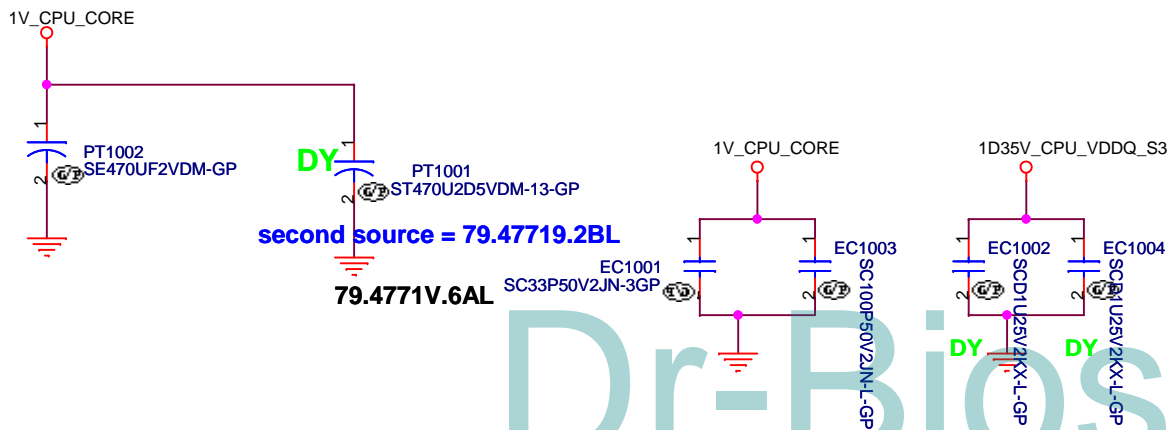 1V_CPU_CORE
1
2
PT1002
SE470UF2VDM-GP
G/P
DY
1
2
PT1001
ST470U2D5VDM-13-GP
G/P
second source = 79.47719.2BL
79.4771V.6AL
1V_CPU_CORE
1
2
EC1001
SC33P50V2JN-3GP
1
2
EC1003
SC100P50V2JN-L-GP
G/P
1D35V_CPU_VDDQ_S3
1
2
EC1002
SCD1U25V2KX-L-GP
G/P
DY
1
2
EC1004
SCD1U25V2KX-L-GP
G/P
DY
Dr-Bios